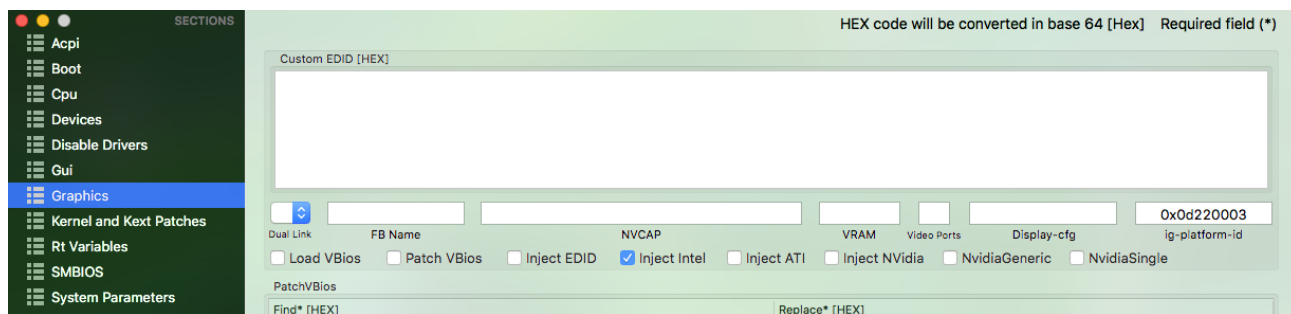 SECTIONS
HEX code will be converted in base 64 [Hex] Required field (*)
Acpi
Boot
Cpu
Devices
Disable Drivers
Gui
Graphics
Kernel and Kext Patches
Rt Variables
SMBIOS
System Parameters
Custom EDID [HEX]
0x0d220003
Dual Link FB Name NVCAP VRAM Video Ports Display-cfg ig-platform-id
Load VBios Patch VBios Inject EDID Inject Intel Inject ATI Inject NVidia NvidiaGeneric NvidiaSingle
PatchVBios
Find* [HEX] Replace* [HEX]